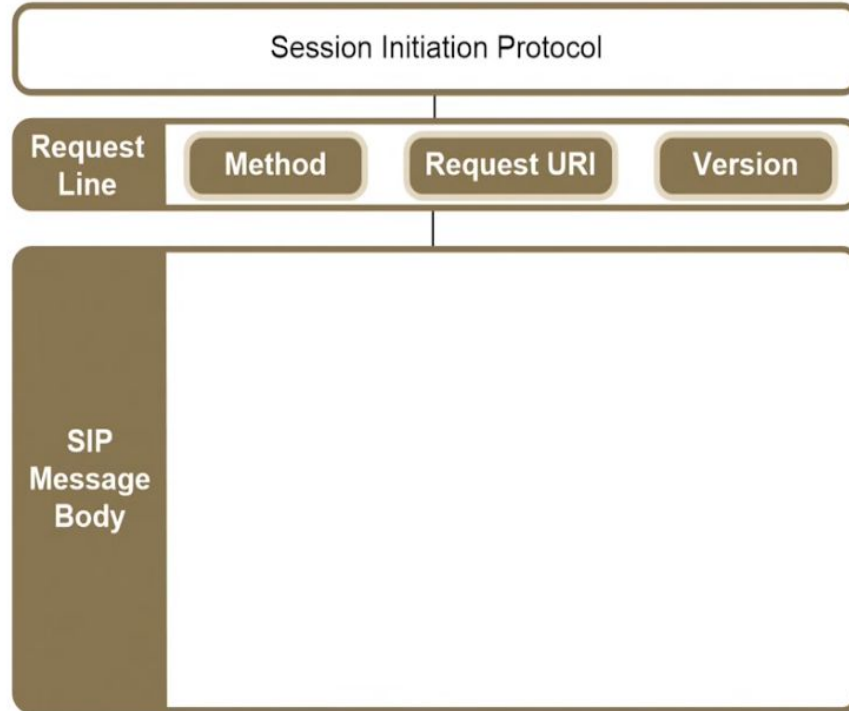 Session Initiation Protocol
Request
Line
Method
Request URI
Version
SIP
Message
Body